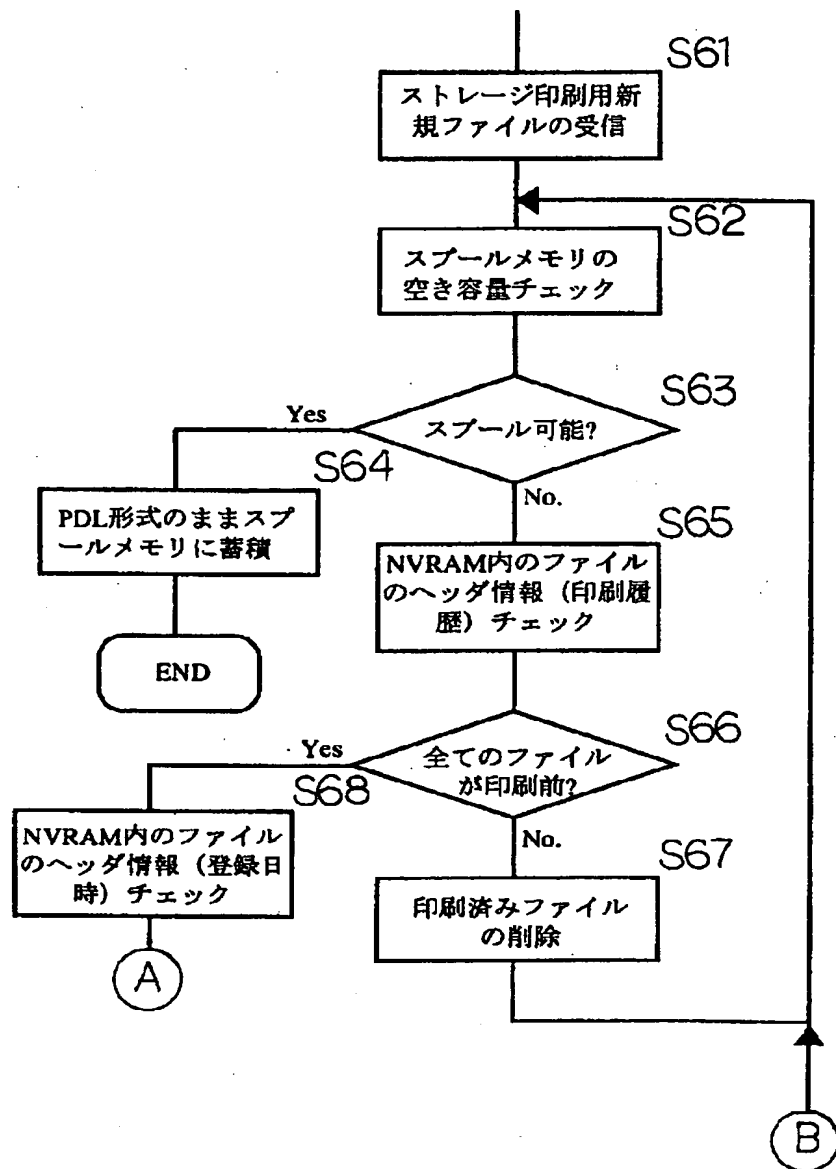 S61
ストレージ印刷用新
規ファイルの受信
S62
スプールメモリの
空き容量チェック
S63
Yes
スプール可能?
S64
No.
S65
PDL形式のままスプ
ールメモリに蓄積
NVRAM内のファイル
のヘッダ情報（印刷履
歴）チェック
END
S66
Yes
全てのファイル
が印刷前?
S68
No.
S67
NVRAM内のファイル
のヘッダ情報（登録日
時）チェック
印刷済みファイル
の削除
A
B